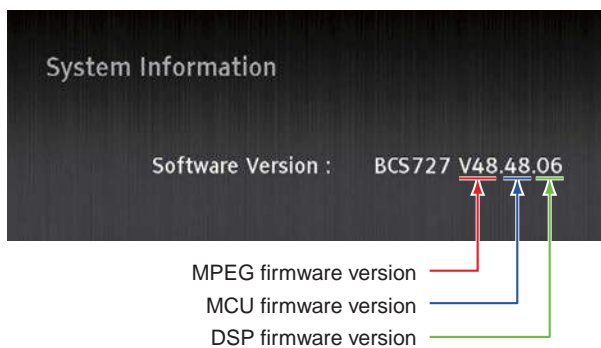 System Information
Software Version : BCS727 V48.48.06
MPEG firmware version
MCU firmware version
DSP firmware version